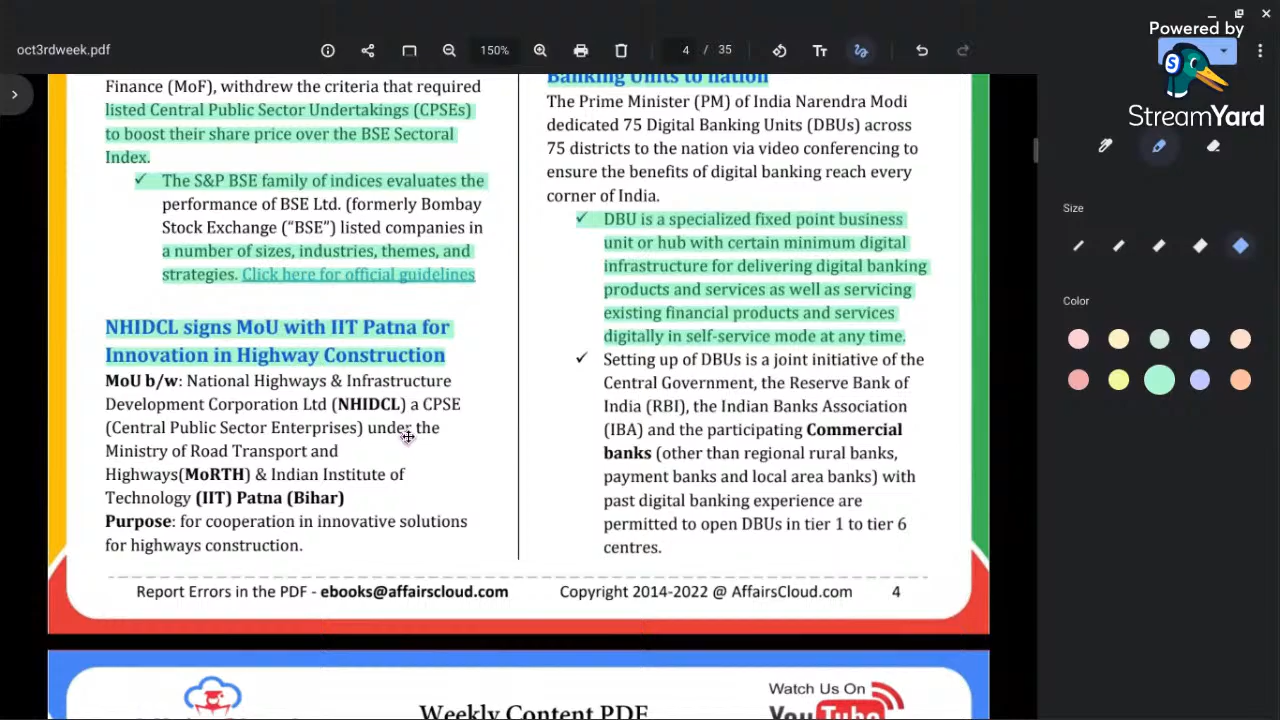 Powered by
StreamYard
oct3rdweek.pdf
150%
4 / 35
Finance (MoF), withdrew the criteria that required
listed Central Public Sector Undertakings (CPSEs)
to boost their share price over the BSE Sectoral
Index.
✓ The S&P BSE family of indices evaluates the
performance of BSE Ltd. (formerly Bombay
Stock Exchange (“BSE”) listed companies in
a number of sizes, industries, themes, and
strategies. Click here for official guidelines
NHIDCL signs MoU with IIT Patna for
Innovation in Highway Construction
MoU b/w: National Highways & Infrastructure
Development Corporation Ltd (NHIDCL) a CPSE
(Central Public Sector Enterprises) under the
Ministry of Road Transport and
Highways(MoRTH) & Indian Institute of
Technology (IIT) Patna (Bihar)
Purpose: for cooperation in innovative solutions
for highways construction.
Banking Units to nation
The Prime Minister (PM) of India Narendra Modi
dedicated 75 Digital Banking Units (DBUs) across
75 districts to the nation via video conferencing to
ensure the benefits of digital banking reach every
corner of India.
✓ DBU is a specialized fixed point business
unit or hub with certain minimum digital
infrastructure for delivering digital banking
products and services as well as servicing
existing financial products and services
digitally in self-service mode at any time.
✓ Setting up of DBUs is a joint initiative of the
Central Government, the Reserve Bank of
India (RBI), the Indian Banks Association
(IBA) and the participating Commercial
banks (other than regional rural banks,
payment banks and local area banks) with
past digital banking experience are
permitted to open DBUs in tier 1 to tier 6
centres.
Report Errors in the PDF - ebooks@affairscloud.com Copyright 2014-2022 @ AffairsCloud.com 4
Size
Color
Weekly Content PDF
Watch Us On
YouTube